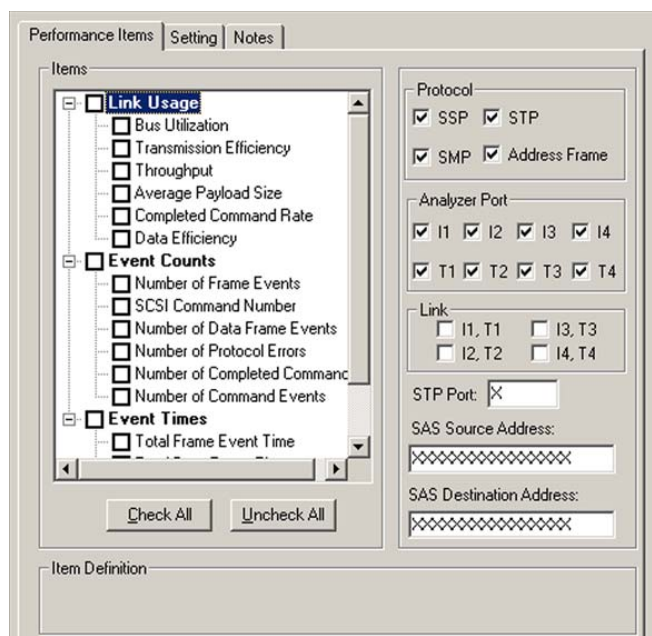 Performance Items Setting Notes
Items
Link Usage
Bus Utilization
Transmission Efficiency
Throughput
Average Payload Size
Completed Command Rate
Data Efficiency
Event Counts
Number of Frame Events
SCSI Command Number
Number of Data Frame Events
Number of Protocol Errors
Number of Completed Commanc
Number of Command Events
Event Times
Total Frame Event Time
Check All Uncheck All
Protocol
SSP STP
SMP Address Frame
Analyzer Port
I1 I2 I3 I4
T1 T2 T3 T4
Link
I1, T1 I3, T3
I2, T2 I4, T4
STP Port: X
SAS Source Address:
XXXXXXXXXXXXXXXX
SAS Destination Address:
XXXXXXXXXXXXXXXX
Item Definition